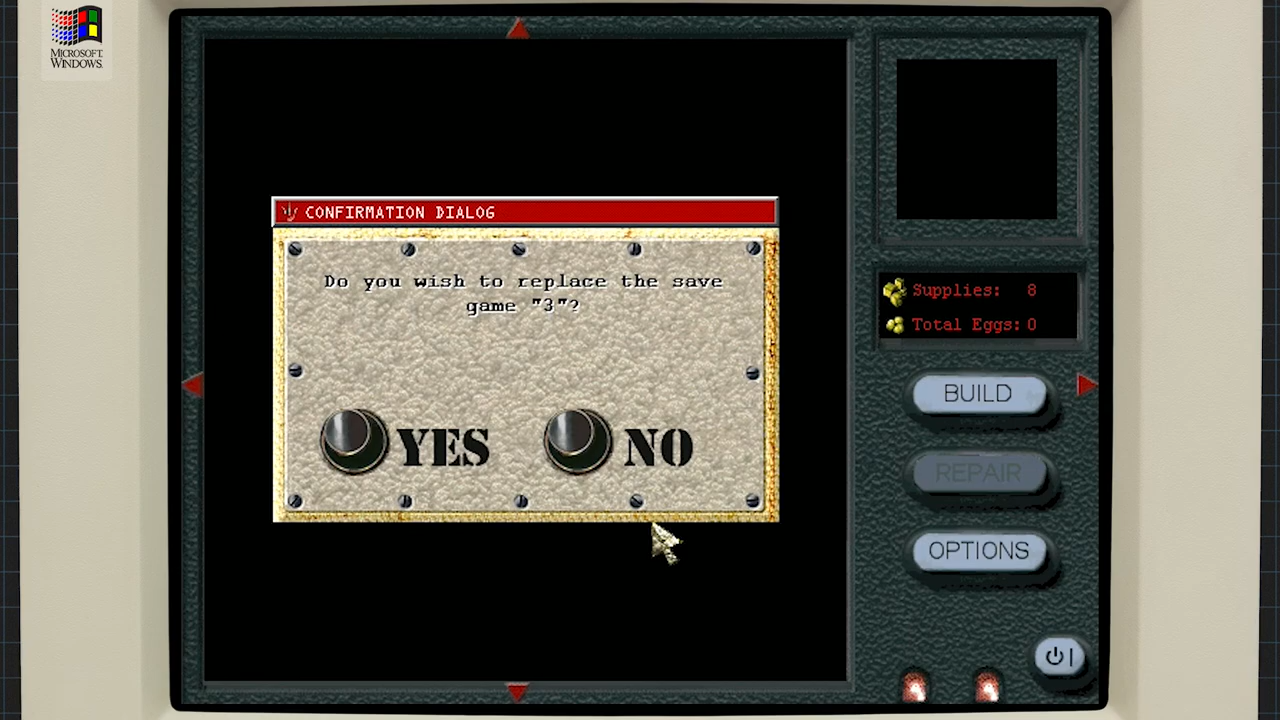 MICROSOFT.
WINDOWS.
CONFIRMATION DIALOG
Do you wish to replace the save
game "3"?
YES
NO
Supplies: 8
Total Eggs: 0
BUILD
REPAIR
OPTIONS